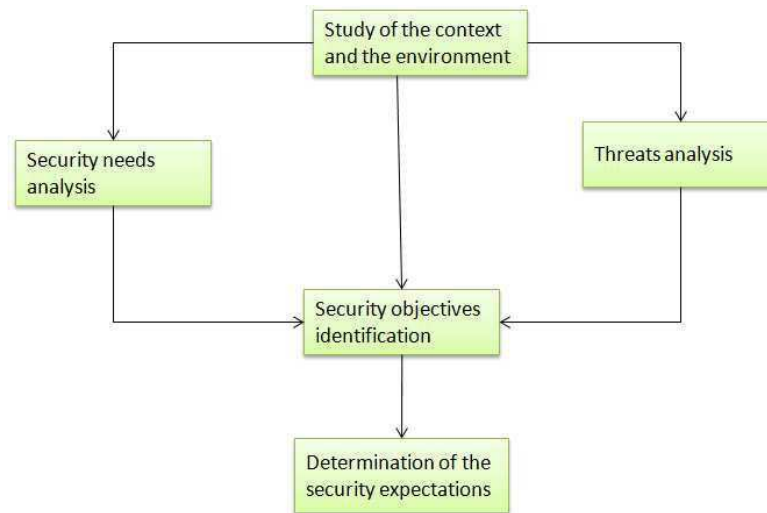 Study of the context
and the environment
Security needs
analysis
Threats analysis
Security objectives
identification
Determination of the
security expectations